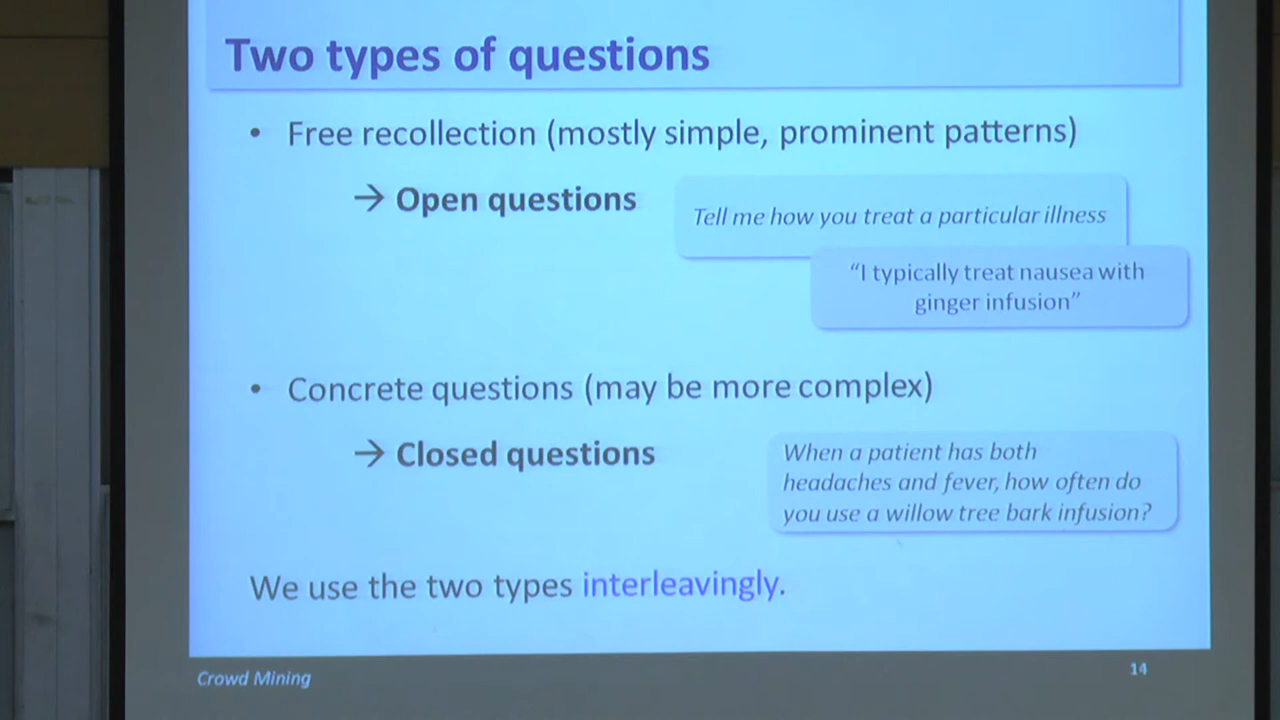 Two types of questions
• Free recollection (mostly simple, prominent patterns)
→ Open questions
Tell me how you treat a particular illness
“I typically treat nausea with
ginger infusion”
• Concrete questions (may be more complex)
→ Closed questions
When a patient has both
headaches and fever, how often do
you use a willow tree bark infusion?
We use the two types interleavingly.
Crowd Mining
14